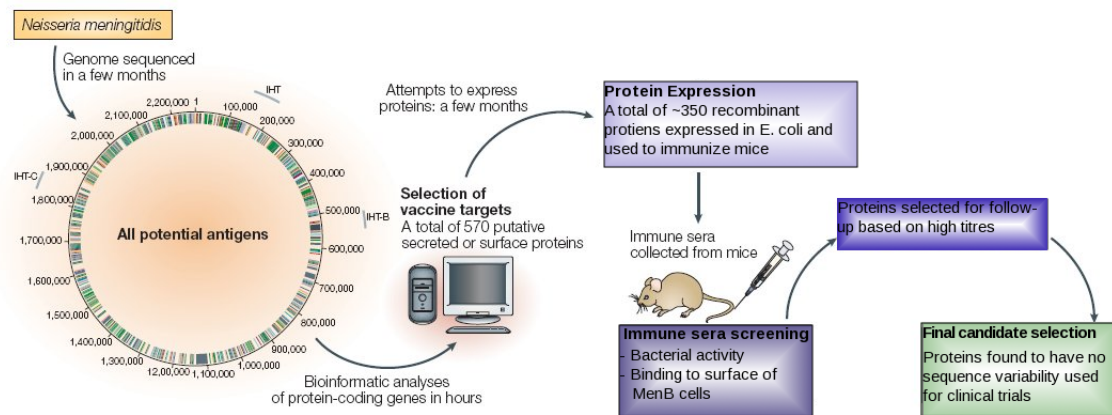 Neisseria meningitidis
Genome sequenced
in a few months
IHT
2,200,000
1
100,000
200,000
300,000
400,000
500,000
IHT-B
600,000
700,000
800,000
900,000
1,000,000
1,100,000
12,00,000
1,300,000
1,400,000
1,500,000
1,600,000
1,700,000
1,800,000
IHT-C
1,900,000
2,000,000
2,100,000
All potential antigens
Bioinformatic analyses
of protein-coding genes in hours
Selection of
vaccine targets
A total of 570 putative
secreted or surface proteins
Attempts to express
proteins: a few months
Protein Expression
A total of ~350 recombinant
protiens expressed in E. coli and
used to immunize mice
Immune sera
collected from mice
Immune sera screening
- Bacterial activity
- Binding to surface of
MenB cells
Proteins selected for follow-
up based on high titres
Final candidate selection
Proteins found to have no
sequence variability used
for clinical trials